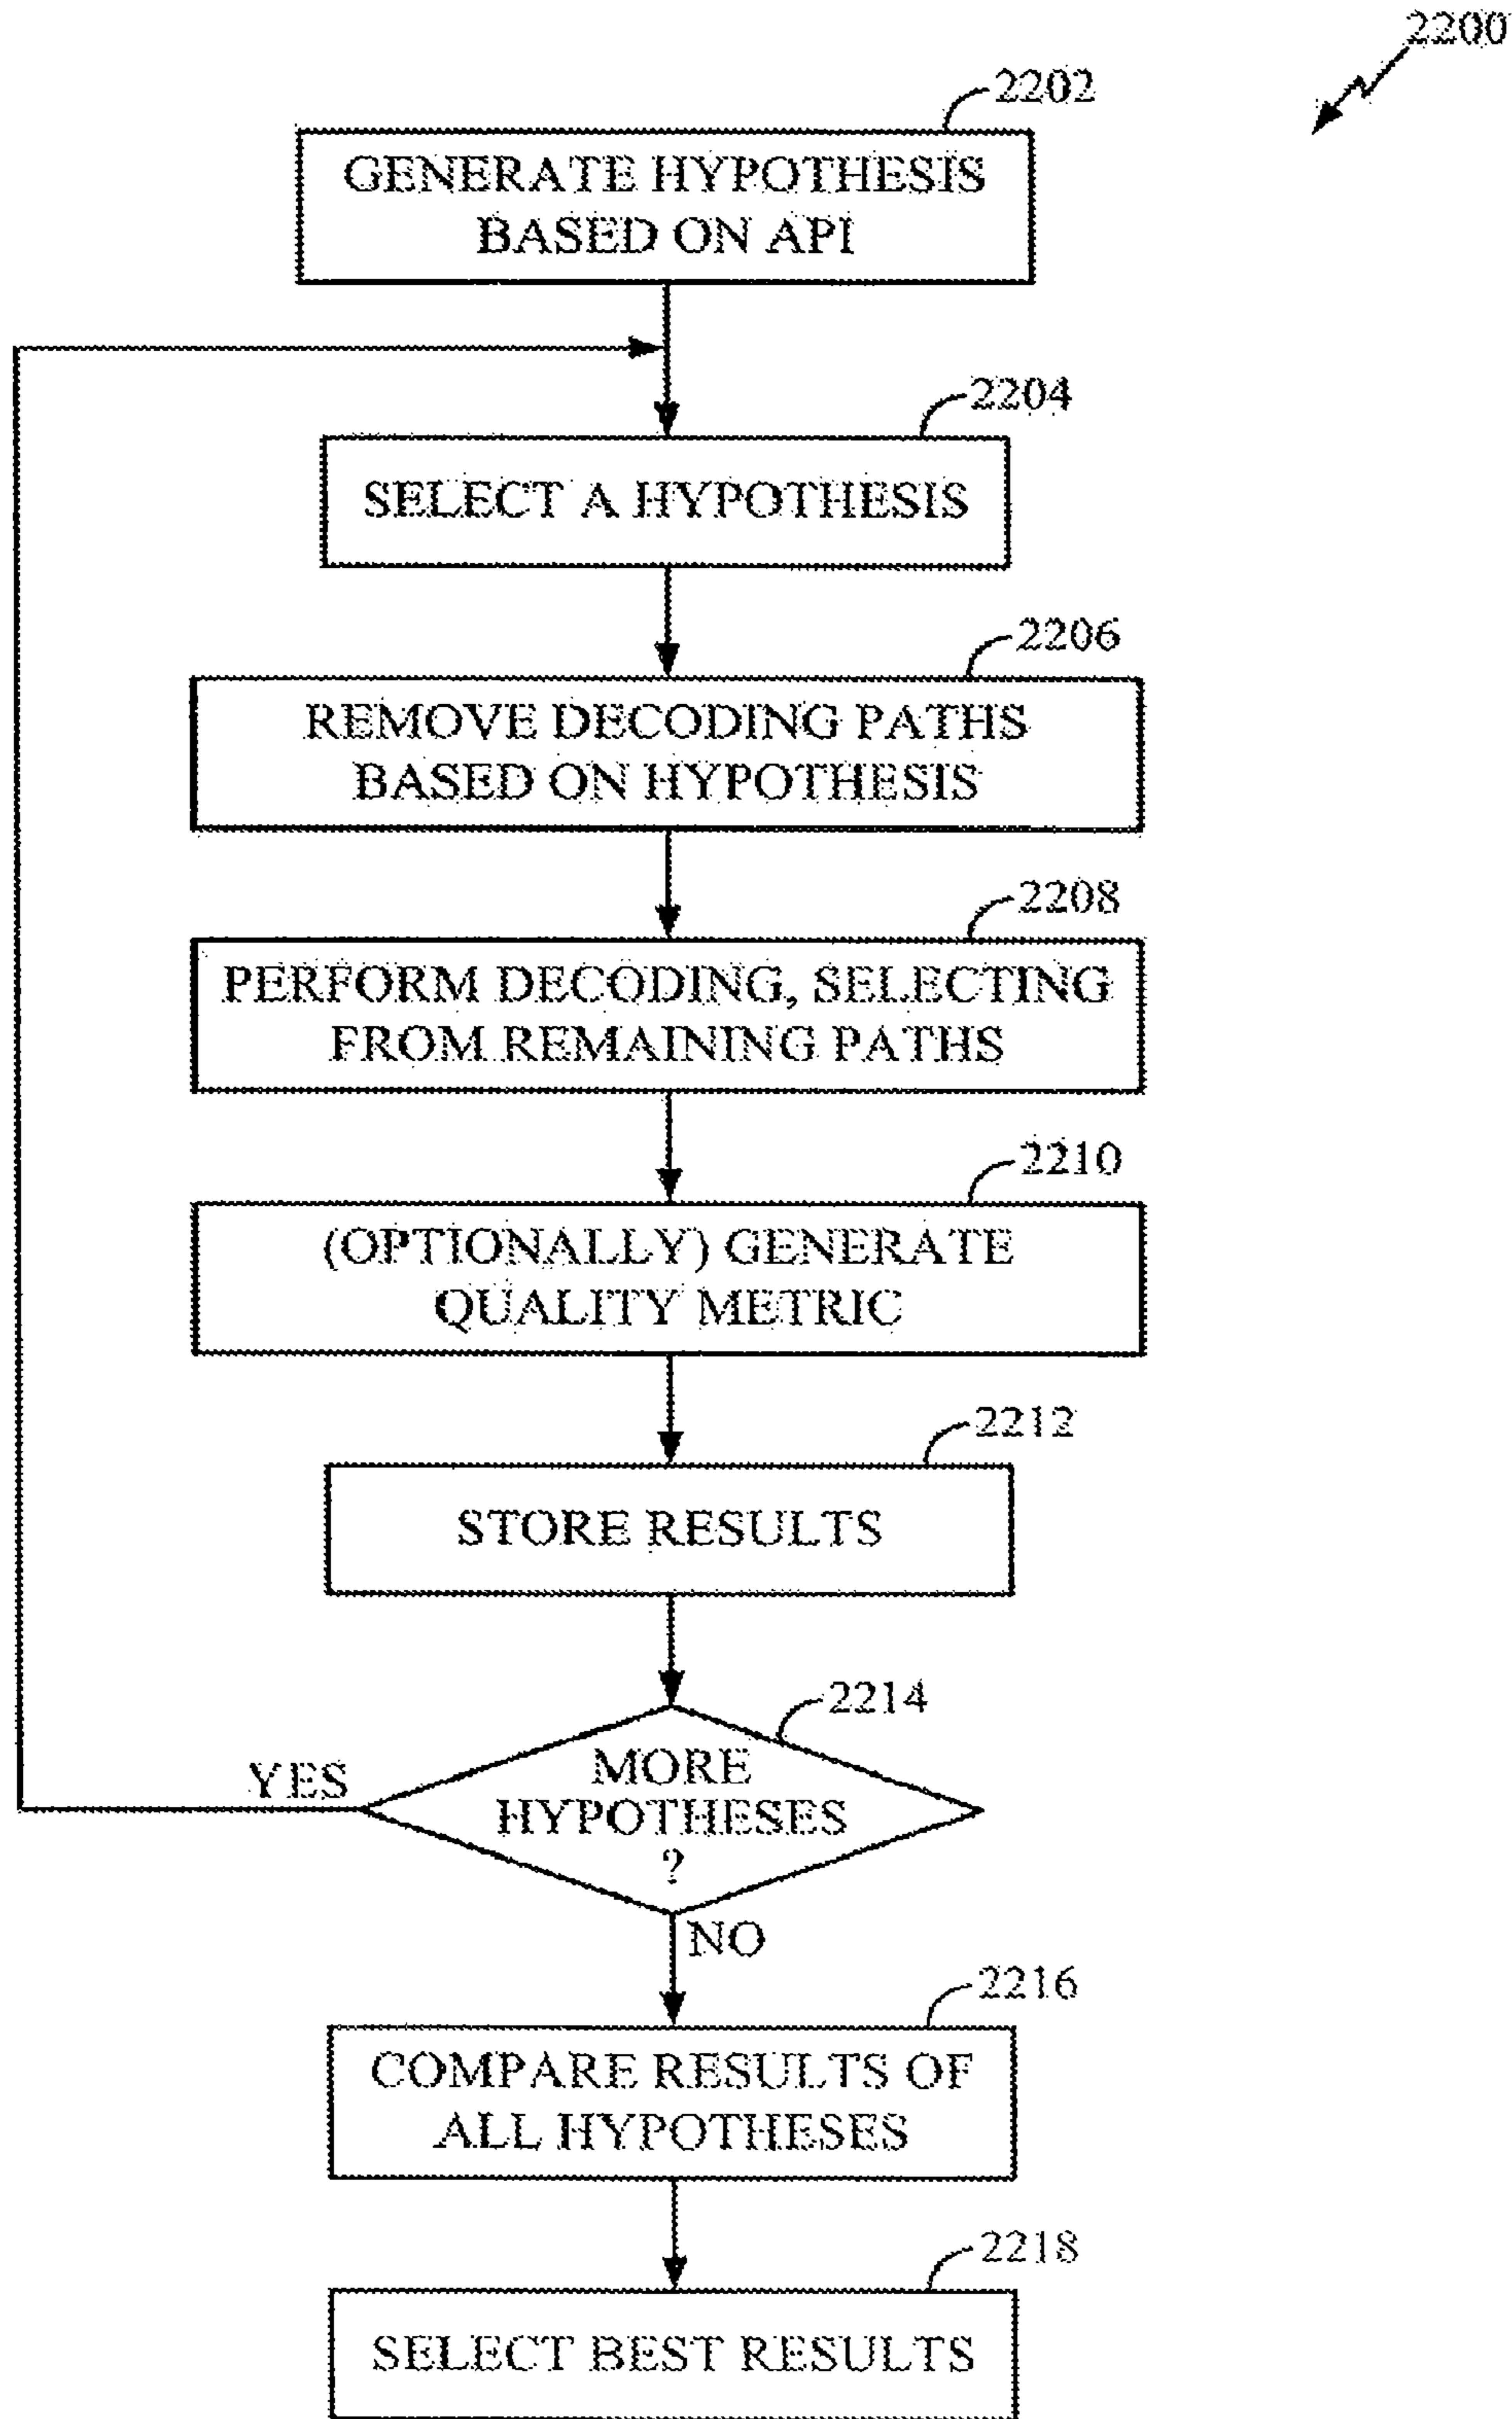 2200
2202
GENERATE HYPOTHESIS
BASED ON API
2204
SELECT A HYPOTHESIS
2206
REMOVE DECODING PATHS
BASED ON HYPOTHESIS
2208
PERFORM DECODING, SELECTING
FROM REMAINING PATHS
2210
(OPTIONALLY) GENERATE
QUALITY METRIC
2212
STORE RESULTS
2214
MORE
HYPOTHESES
?
YES
NO
2216
COMPARE RESULTS OF
ALL HYPOTHESES
2218
SELECT BEST RESULTS